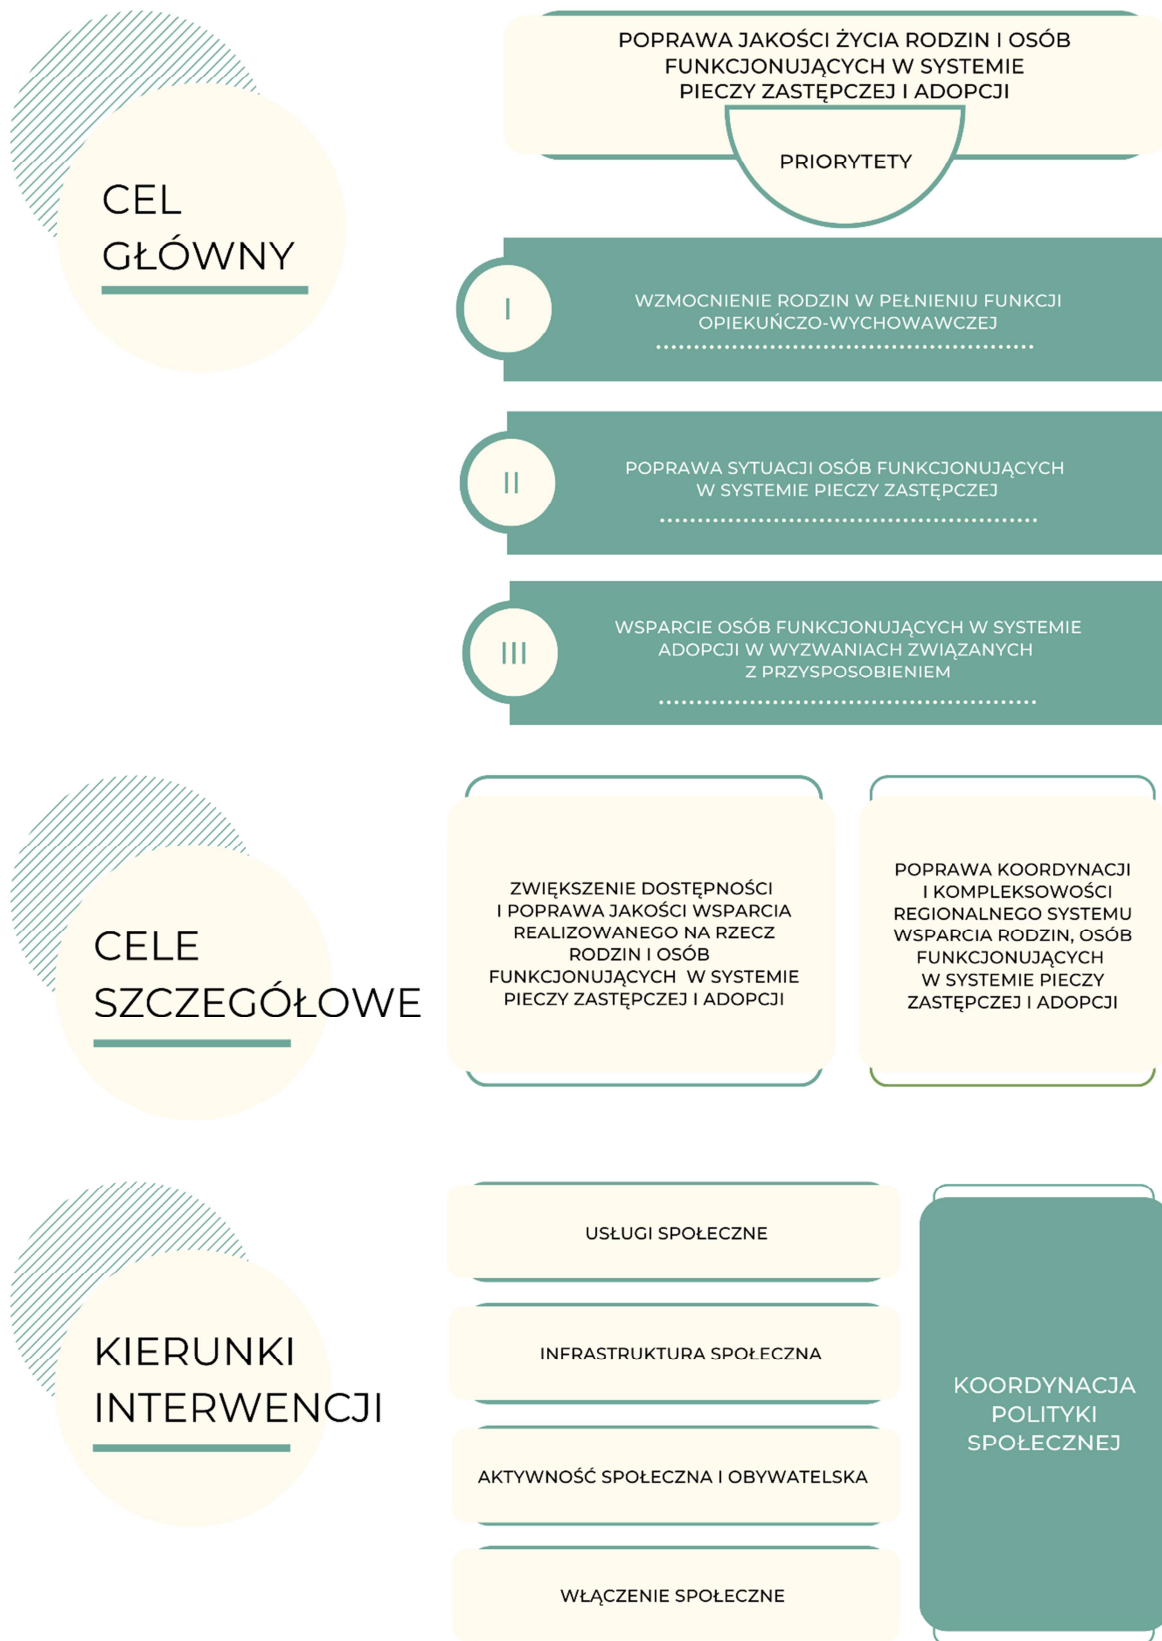 CEL
GŁÓWNY
POPRAWA JAKOŚCI ŻYCIA RODZIN I OSÓB
FUNKCJONUJĄCYCH W SYSTEMIE
PIECZY ZASTĘPCZEJ I ADOPCJI
PRIORYTETY
I
WZMOCNIENIE RODZIN W PEŁNIENIU FUNKCJI
OPIEKUŃCZO-WYCHOWAWCZEJ
II
POPRAWA SYTUACJI OSÓB FUNKCJONUJĄCYCH
W SYSTEMIE PIECZY ZASTĘPCZEJ
III
WSPARCIE OSÓB FUNKCJONUJĄCYCH W SYSTEMIE
ADOPCJI W WYZWANIACH ZWIĄZANYCH
Z PRZYSPOSOBIENIEM
CELE
SZCZEGÓŁOWE
ZWIĘKSZENIE DOSTĘPNOŚCI
I POPRAWA JAKOŚCI WSPARCIA
REALIZOWANEGO NA RZECZ
RODZIN I OSÓB
FUNKCJONUJĄCYCH W SYSTEMIE
PIECZY ZASTĘPCZEJ I ADOPCJI
POPRAWA KOORDYNACJI
I KOMPLEKSOWOŚCI
REGIONALNEGO SYSTEMU
WSPARCIA RODZIN, OSÓB
FUNKCJONUJĄCYCH
W SYSTEMIE PIECZY
ZASTĘPCZEJ I ADOPCJI
KIERUNKI
INTERWENCJI
USŁUGI SPOŁECZNE
INFRASTRUKTURA SPOŁECZNA
AKTYWNOŚĆ SPOŁECZNA I OBYWATELSKA
WŁĄCZENIE SPOŁECZNE
KOORDYNACJA
POLITYKI
SPOŁECZNEJ